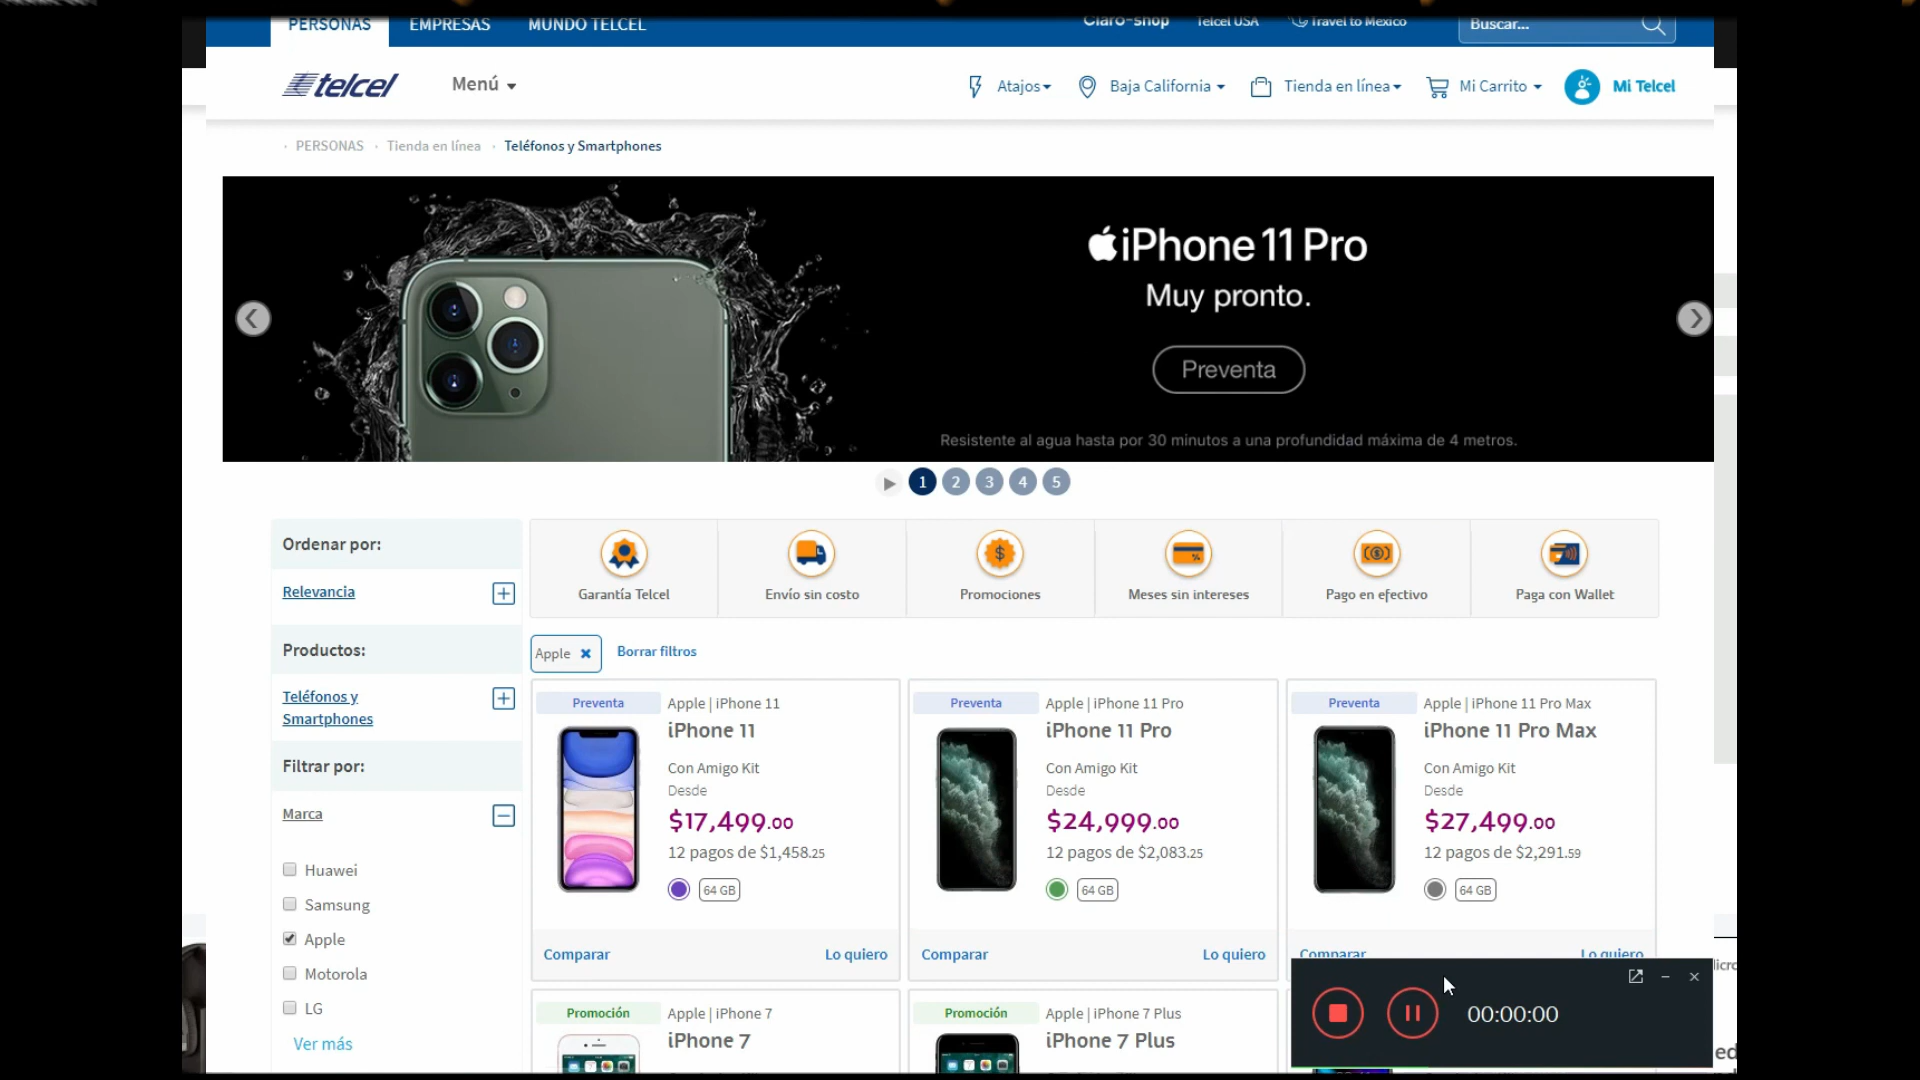 PERSONAS EMPRESAS MUNDO TELCEL Claro-shop Telcel USA Travel to Mexico Buscar...
telcel Menú Atajos Baja California Tienda en línea Mi Carrito Mi Telcel
· PERSONAS · Tienda en línea · Teléfonos y Smartphones
iPhone 11 Pro
Muy pronto.
Preventa
Resistente al agua hasta por 30 minutos a una profundidad máxima de 4 metros.
1 2 3 4 5
Ordenar por:
Relevancia
Productos:
Teléfonos y
Smartphones
Filtrar por:
Marca
Huawei
Samsung
Apple
Motorola
LG
Ver más
Garantía Telcel Envío sin costo Promociones Meses sin intereses Pago en efectivo Paga con Wallet
Apple × Borrar filtros
Preventa
Apple | iPhone 11
iPhone 11
Con Amigo Kit
Desde
$17,499.00
12 pagos de $1,458.25
64 GB
Comparar Lo quiero
Preventa
Apple | iPhone 11 Pro
iPhone 11 Pro
Con Amigo Kit
Desde
$24,999.00
12 pagos de $2,083.25
64 GB
Comparar Lo quiero
Preventa
Apple | iPhone 11 Pro Max
iPhone 11 Pro Max
Con Amigo Kit
Desde
$27,499.00
12 pagos de $2,291.59
64 GB
Comparar Lo quiero
Promoción
Apple | iPhone 7
iPhone 7
Promoción
Apple | iPhone 7 Plus
iPhone 7 Plus
00:00:00